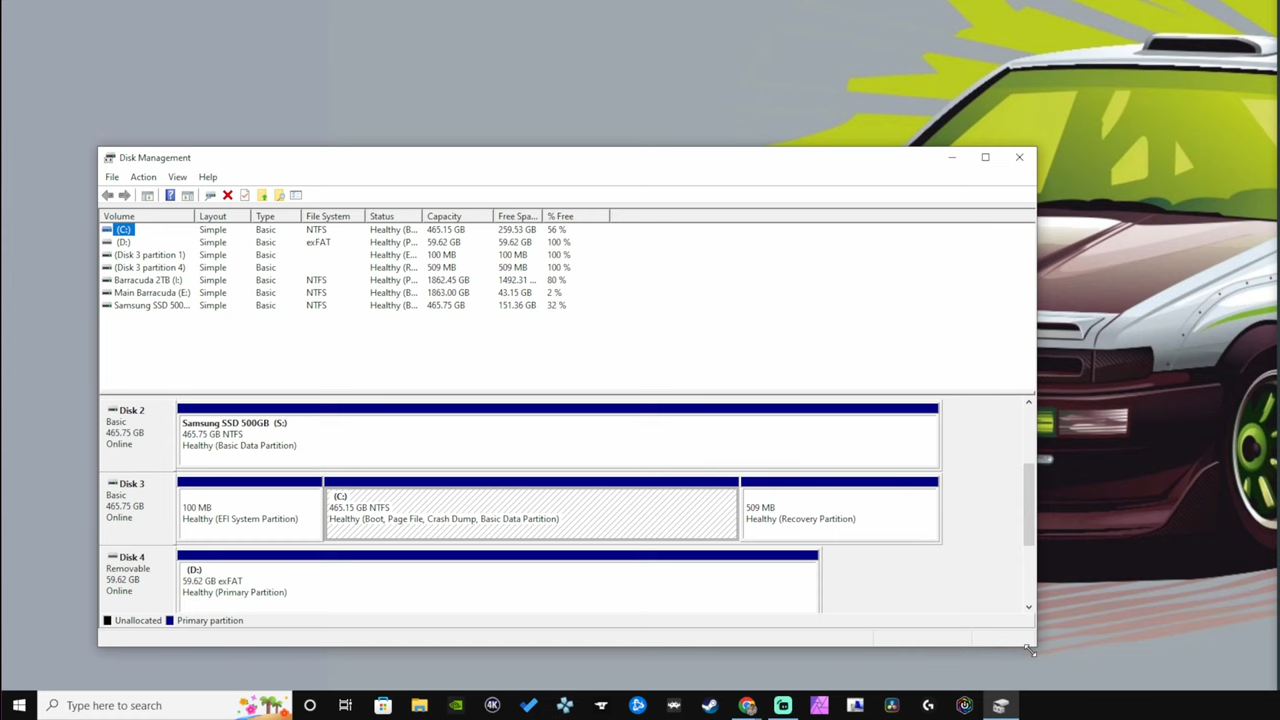 Disk Management
File Action View Help
Volume Layout Type File System Status Capacity Free Spa... % Free
(C:) Simple Basic NTFS Healthy (B... 465.15 GB 259.53 GB 56 %
(D:) Simple Basic exFAT Healthy (P... 59.62 GB 59.62 GB 100 %
(Disk 3 partition 1) Simple Basic Healthy (E... 100 MB 100 MB 100 %
(Disk 3 partition 4) Simple Basic Healthy (R... 509 MB 509 MB 100 %
Barracuda 2TB (I:) Simple Basic NTFS Healthy (P... 1862.45 GB 1492.31 ... 80 %
Main Barracuda (E:) Simple Basic NTFS Healthy (B... 1863.00 GB 43.15 GB 2 %
Samsung SSD 500... Simple Basic NTFS Healthy (B... 465.75 GB 151.36 GB 32 %
Disk 2
Basic
465.75 GB
Online
Samsung SSD 500GB (S:)
465.75 GB NTFS
Healthy (Basic Data Partition)
Disk 3
Basic
465.75 GB
Online
100 MB
Healthy (EFI System Partition)
(C:)
465.15 GB NTFS
Healthy (Boot, Page File, Crash Dump, Basic Data Partition)
509 MB
Healthy (Recovery Partition)
Disk 4
Removable
59.62 GB
Online
(D:)
59.62 GB exFAT
Healthy (Primary Partition)
Unallocated Primary partition
Type here to search
4K